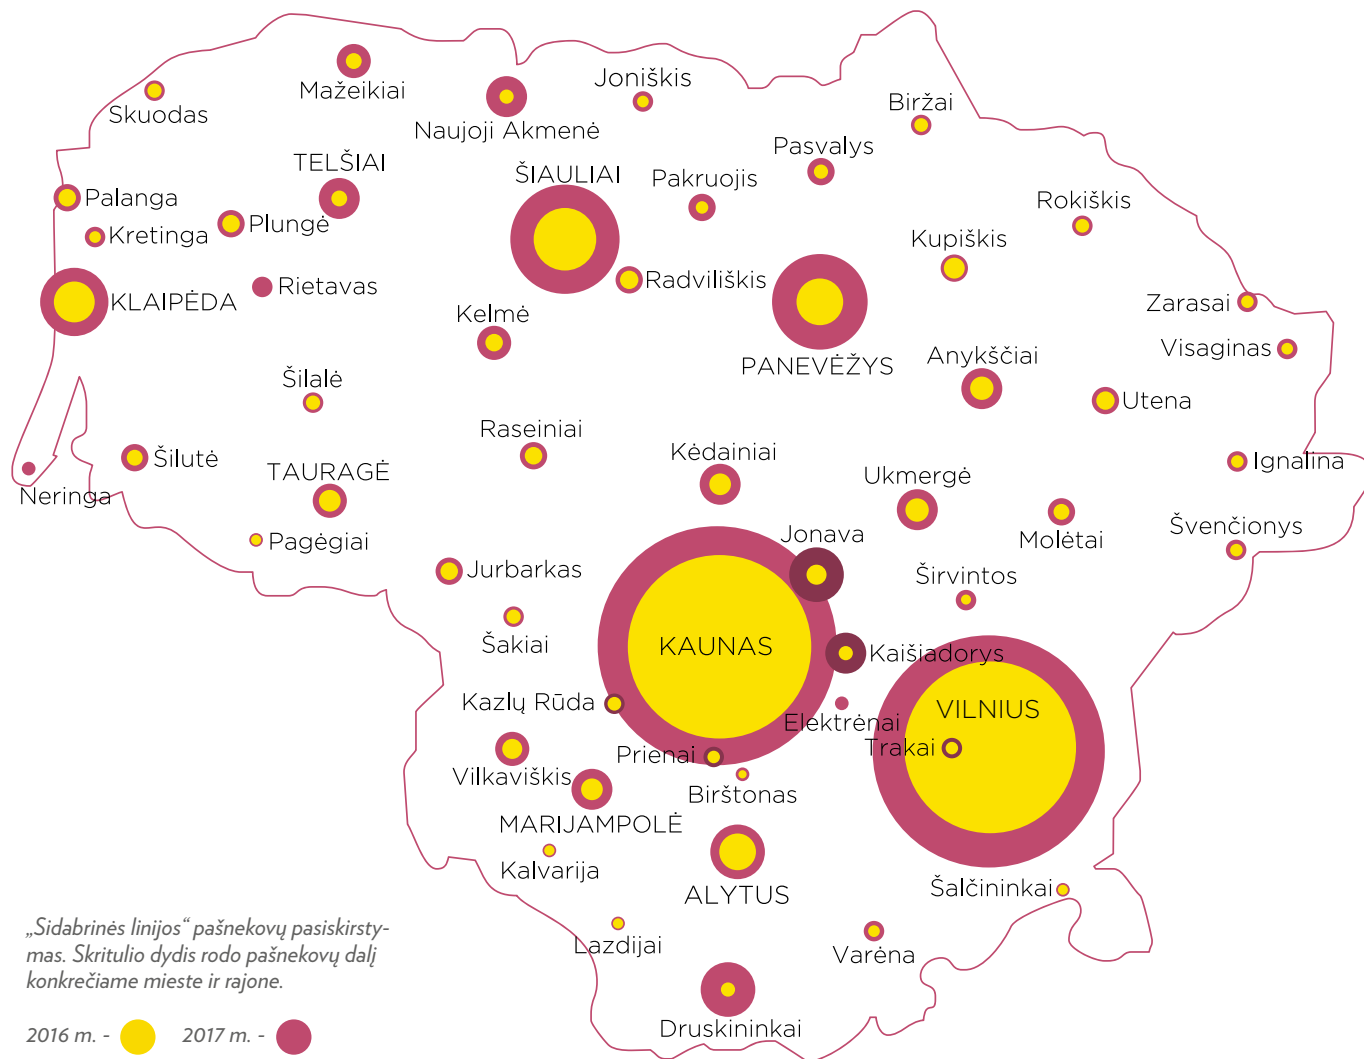 Joniškis
Mažeikiai
Skuodas
Biržai
Naujoji Akmenė
Pasvalys
TELŠIAI
ŠIAULIAI
Pakruojis
Palanga
Rokiškis
Plungė
Kretinga
Kupiškis
Radviliškis
Rietavas
KLAIPĖDA
Zarasai
Kelmė
Visaginas
Anykščiai
PANEVĖŽYS
Šilalė
Utena
Raseiniai
Kėdainiai
Šilutė
Ignalina
TAURAGĖ
Ukmergė
Neringa
Švenčionys
Jonava
Molėtai
Pagėgiai
Jurbarkas
Širvintos
Šakiai
KAUNAS
Kaišiadorys
Kazlų Rūda
VILNIUS
Elektrėnai
Trakai
Prienai
Vilkaviškis
Birštonas
MARIJAMPOLĖ
Kalvarija
ALYTUS
Šalčininkai
Lazdijai
Varėna
Druskininkai
„Sidabrinės linijos“ pašnekovų pasiskirsty-
mas. Skritulio dydis rodo pašnekovų dalį
konkrečiame mieste ir rajone.
2016 m. - 2017 m. -